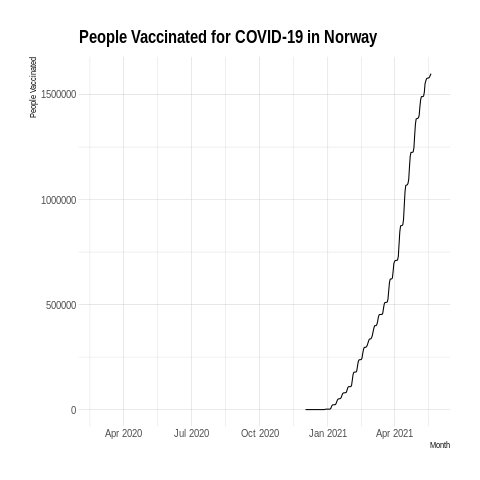 People Vaccinated for COVID-19 in Norway
People Vaccinated
1500000
1000000
500000
0
Apr 2020 Jul 2020 Oct 2020 Jan 2021 Apr 2021
Month